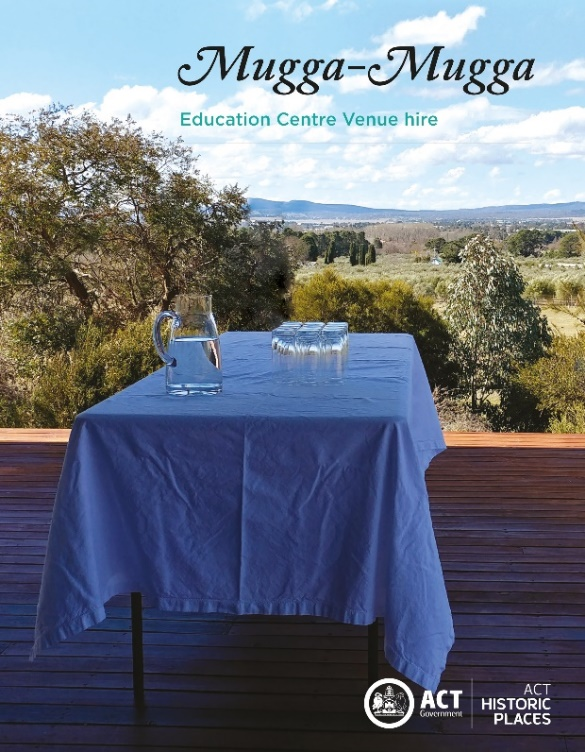 Mugga-Mugga
Education Centre Venue hire
ACT
Government
ACT
HISTORIC
PLACES